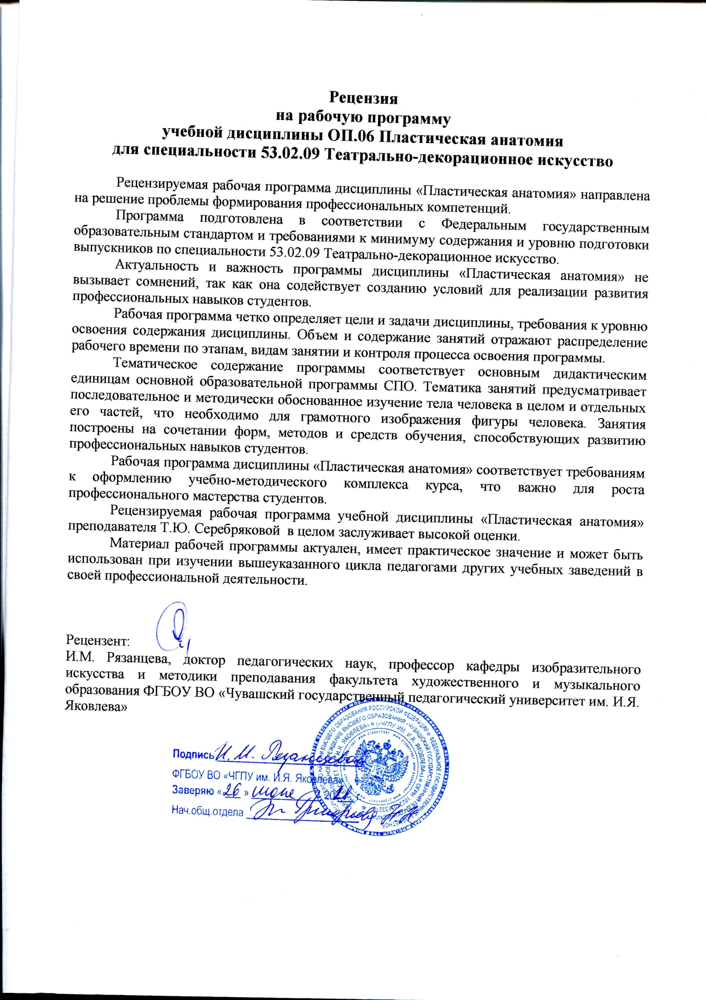 Рецензия
на рабочую программу
учебной дисциплины ОП.06 Пластическая анатомия
для специальности 53.02.09 Театрально-декорационное искусство
Рецензируемая рабочая программа дисциплины «Пластическая анатомия» направлена
на решение проблемы формирования профессиональных компетенций.
Программа подготовлена в соответствии с Федеральным государственным
образовательным стандартом и требованиями к минимуму содержания и уровню подготовки
выпускников по специальности 53.02.09 Театрально-декорационное искусство.
Актуальность и важность программы дисциплины «Пластическая анатомия» не
вызывает сомнений, так как она содействует созданию условий для реализации развития
профессиональных навыков студентов.
Рабочая программа четко определяет цели и задачи дисциплины, требования к уровню
освоения содержания дисциплины. Объем и содержание занятий отражают распределение
рабочего времени по этапам, видам занятии и контроля процесса освоения программы.
Тематическое содержание программы соответствует основным дидактическим
единицам основной образовательной программы СПО. Тематика занятий предусматривает
последовательное и методически обоснованное изучение тела человека в целом и отдельных
его частей, что необходимо для грамотного изображения фигуры человека. Занятия
построены на сочетании форм, методов и средств обучения, способствующих развитию
профессиональных навыков студентов.
Рабочая программа дисциплины «Пластическая анатомия» соответствует требованиям
к оформлению учебно-методического комплекса курса, что важно для роста
профессионального мастерства студентов.
Рецензируемая рабочая программа учебной дисциплины «Пластическая анатомия»
преподавателя Т.Ю. Серебряковой в целом заслуживает высокой оценки.
Материал рабочей программы актуален, имеет практическое значение и может быть
использован при изучении вышеуказанного цикла педагогами других учебных заведений в
своей профессиональной деятельности.
Рецензент:
И.М. Рязанцева, доктор педагогических наук, профессор кафедры изобразительного
искусства и методики преподавания факультета художественного и музыкального
образования ФГБОУ ВО «Чувашский государственный педагогический университет им. И.Я.
Яковлева»
Подпись И.М. Рязанцевой
ФГБОУ ВО «ЧГПУ им. И.Я. Яковлева»
Заверяю «26» июне г.
Нач.общ.отдела